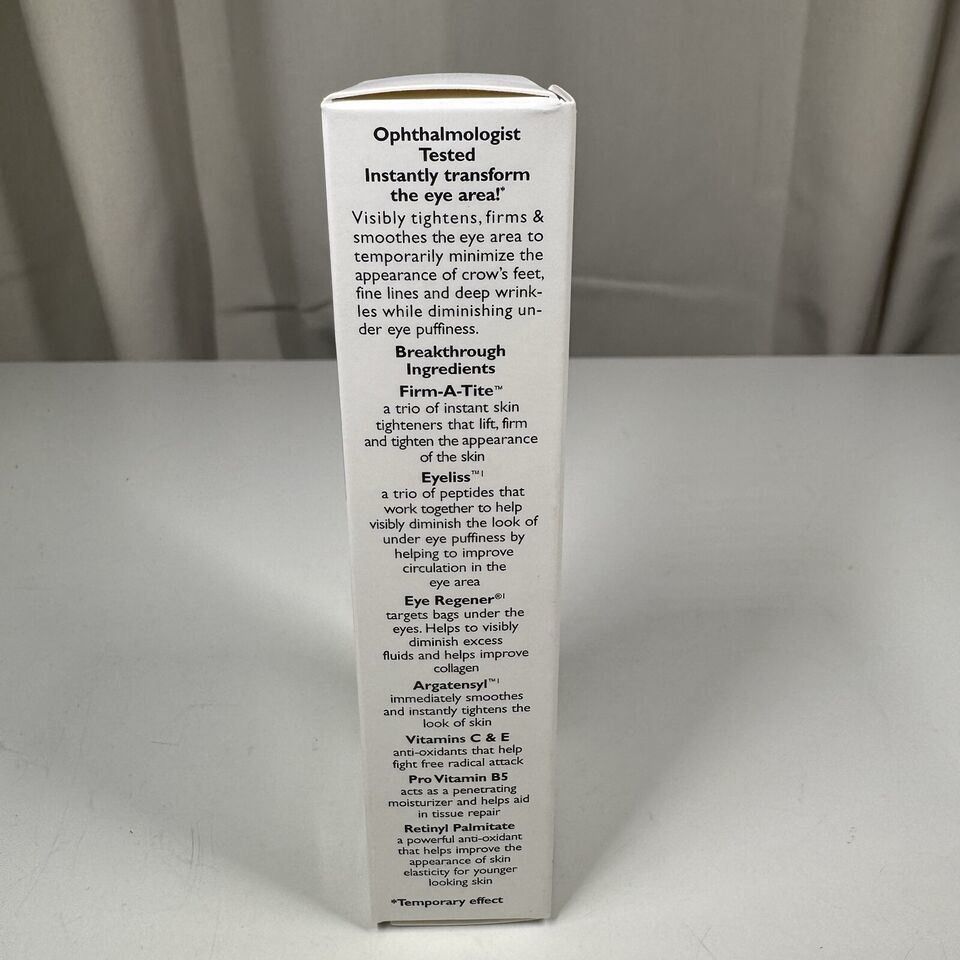 Ophthalmologist
Tested
Instantly transform
the eye area!*
Visibly tightens, firms &
smoothes the eye area to
temporarily minimize the
appearance of crow's feet,
fine lines and deep wrink-
les while diminishing un-
der eye puffiness.
Breakthrough
Ingredients
Firm-A-Tite™
a trio of instant skin
tighteners that lift, firm
and tighten the appearance
of the skin
Eyeliss™¹
a trio of peptides that
work together to help
visibly diminish the look of
under eye puffiness by
helping to improve
circulation in the
eye area
Eye Regener®¹
targets bags under the
eyes. Helps to visibly
diminish excess
fluids and helps improve
collagen
Argatensyl™¹
immediately smoothes
and instantly tightens the
look of skin
Vitamins C & E
anti-oxidants that help
fight free radical attack
Pro Vitamin B5
acts as a penetrating
moisturizer and helps aid
in tissue repair
Retinyl Palmitate
a powerful anti-oxidant
that helps improve the
appearance of skin
elasticity for younger
looking skin
*Temporary effect